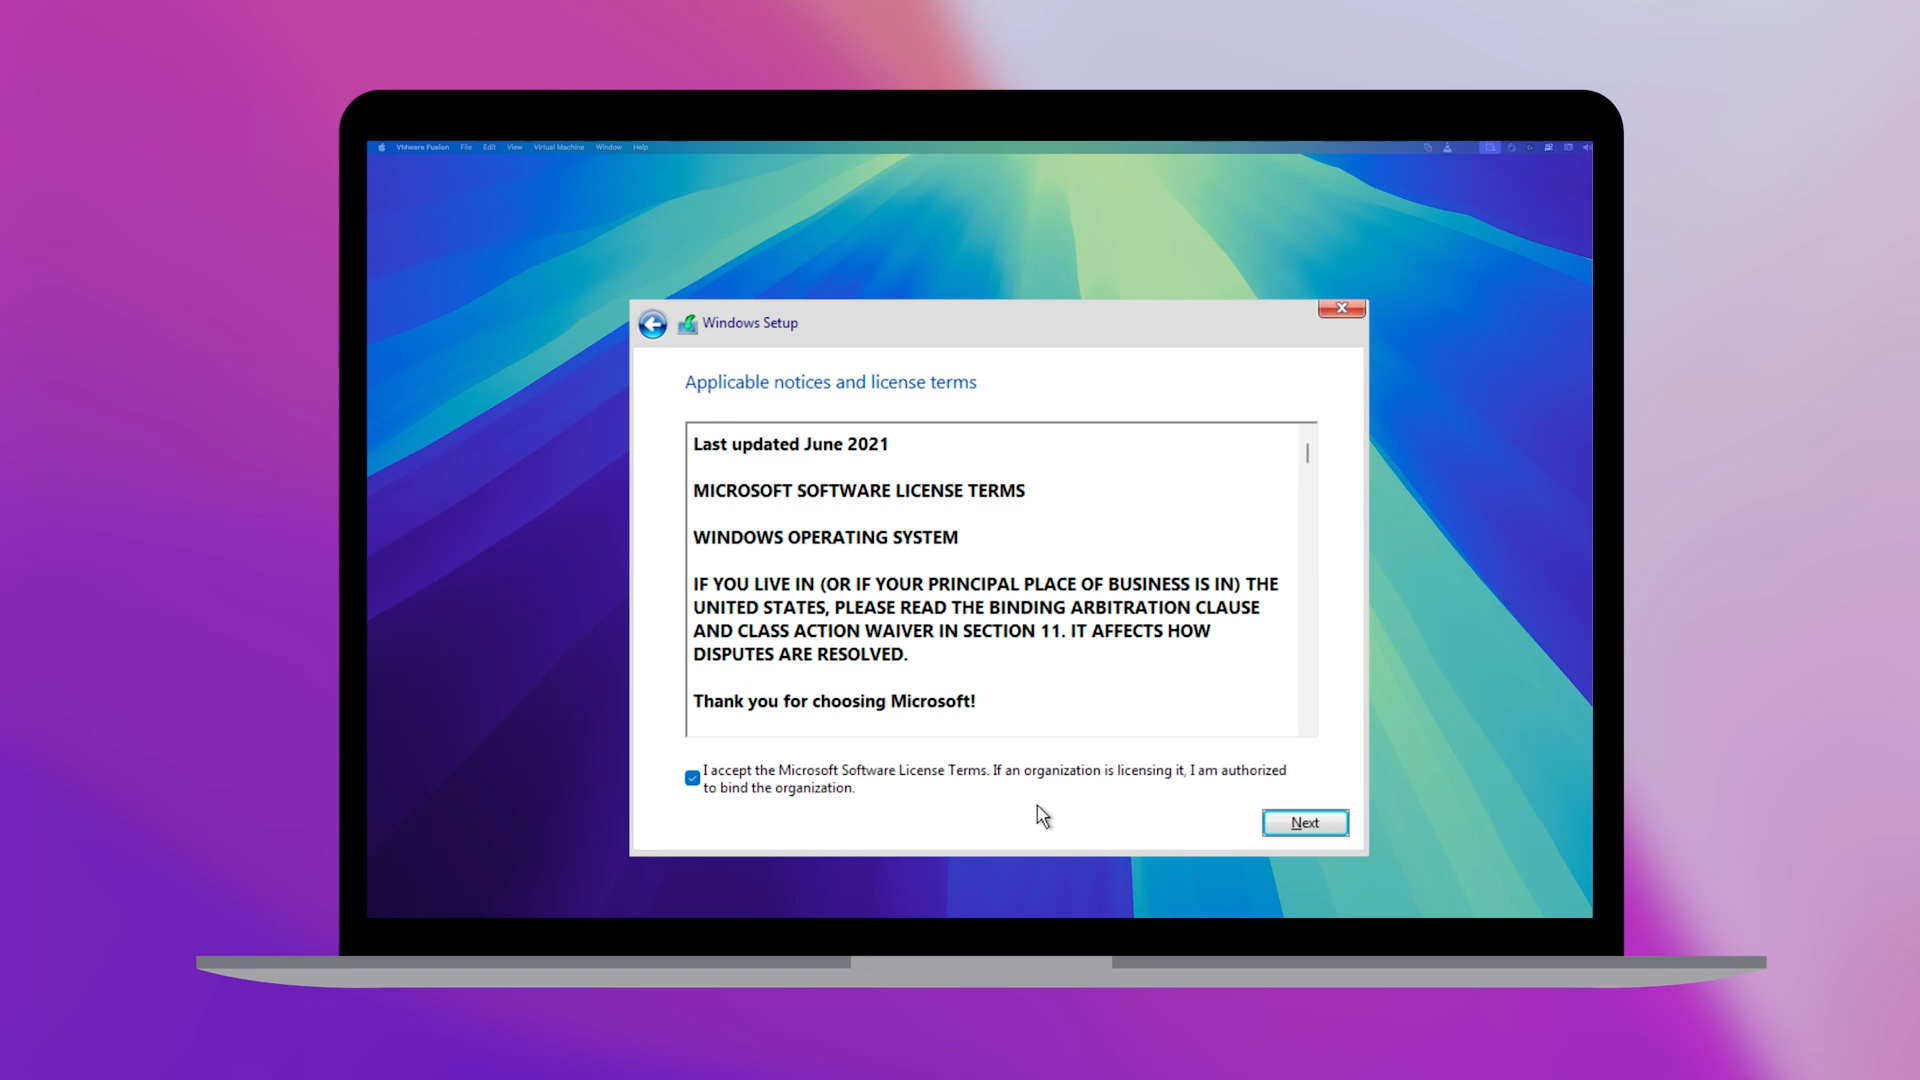 VMware Fusion File Edit View Virtual Machine Window Help
Windows Setup
Applicable notices and license terms
Last updated June 2021
MICROSOFT SOFTWARE LICENSE TERMS
WINDOWS OPERATING SYSTEM
IF YOU LIVE IN (OR IF YOUR PRINCIPAL PLACE OF BUSINESS IS IN) THE
UNITED STATES, PLEASE READ THE BINDING ARBITRATION CLAUSE
AND CLASS ACTION WAIVER IN SECTION 11. IT AFFECTS HOW
DISPUTES ARE RESOLVED.
Thank you for choosing Microsoft!
I accept the Microsoft Software License Terms. If an organization is licensing it, I am authorized
to bind the organization.
Next